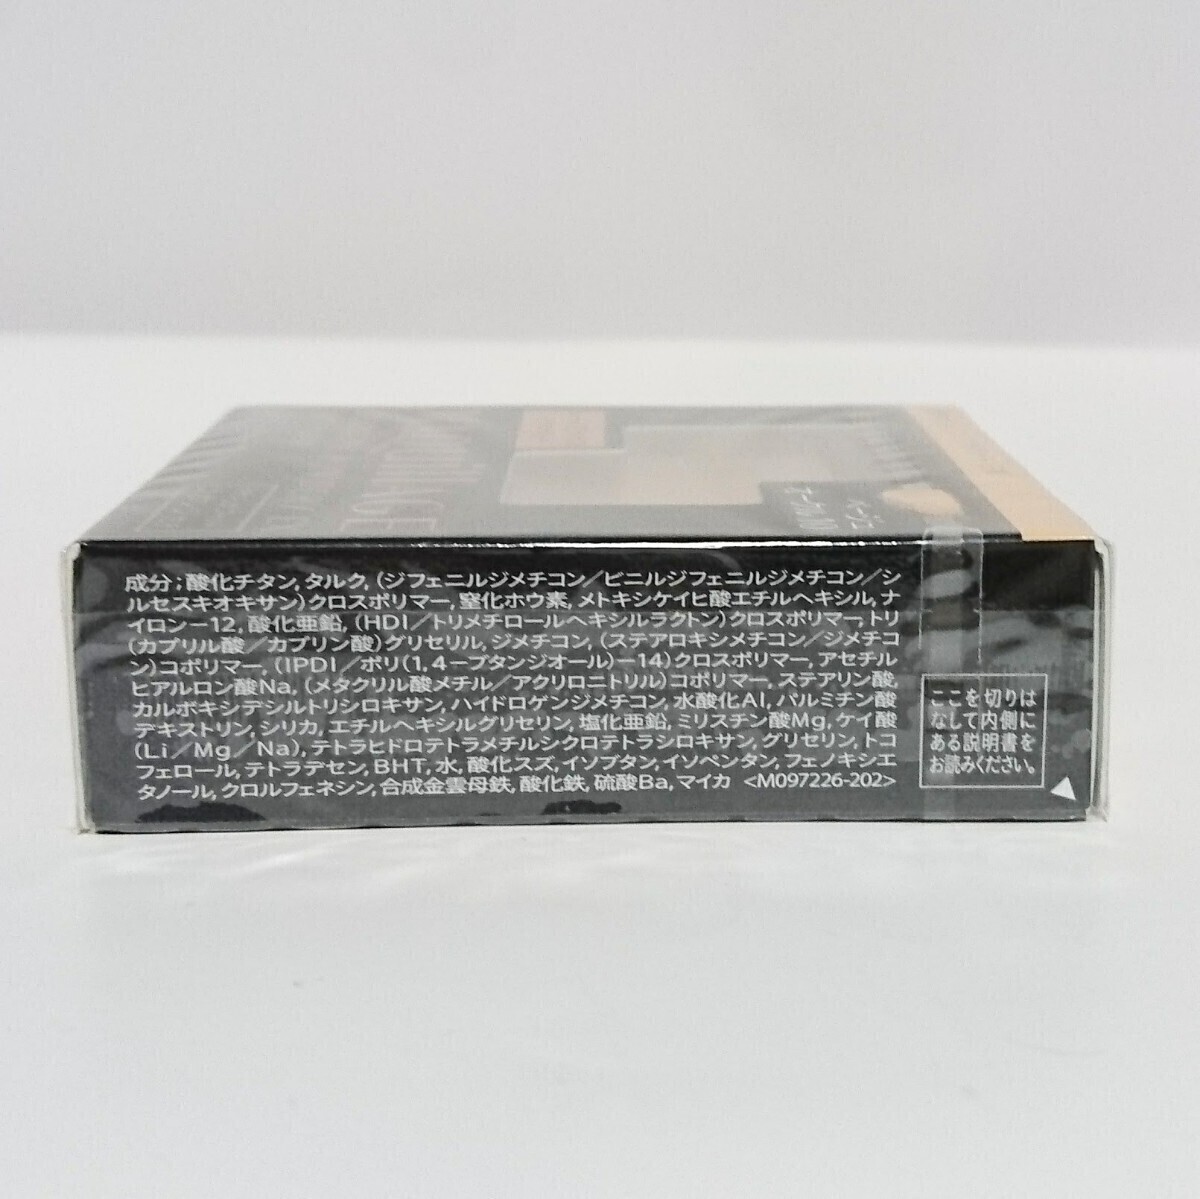 成分；酸化チタン, タルク, (ジフェニルジメチコン／ビニルジフェニルジメチコン／シ
ルセスキオキサン)クロスポリマー, 窒化ホウ素, メトキシケイヒ酸エチルヘキシル, ナ
イロン－12, 酸化亜鉛, (HDI／トリメチロールヘキシルラクトン)クロスポリマー, トリ
(カプリル酸／カプリン酸)グリセリル, ジメチコン, (ステアロキシメチコン／ジメチコ
ン)コポリマー, (IPDI／ポリ(1,4－ブタンジオール)－14)クロスポリマー, アセチル
ヒアルロン酸Na, (メタクリル酸メチル／アクリロニトリル)コポリマー, ステアリン酸,
カルボキシデシルトリシロキサン, ハイドロゲンジメチコン, 水酸化Al, パルミチン酸
デキストリン, シリカ, エチルヘキシルグリセリン, 塩化亜鉛, ミリスチン酸Mg, ケイ酸
(Li／Mg／Na), テトラヒドロテトラメチルシクロテトラシロキサン, グリセリン, トコ
フェロール, テトラデセン, BHT, 水, 酸化スズ, イソブタン, イソペンタン, フェノキシエ
タノール, クロルフェネシン, 合成金雲母鉄, 酸化鉄, 硫酸Ba, マイカ <M097226-202>
ここを切りは
なして内側に
ある説明書を
お読みください。